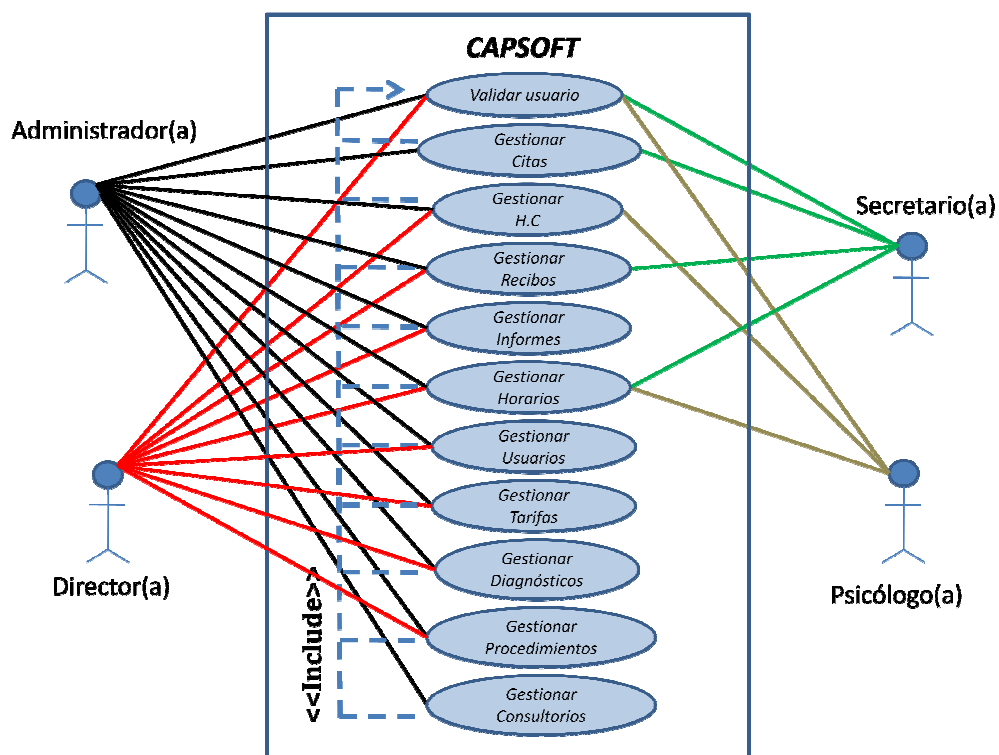 CAPSOFT
Validar usuario
Administrador(a)
Gestionar
Citas
Gestionar
H.C
Secretario(a)
Gestionar
Recibos
Gestionar
Informes
Gestionar
Horarios
Gestionar
Usuarios
Gestionar
Tarifas
Gestionar
Diagnósticos
Director(a)
Psicólogo(a)
<<Include>>
Gestionar
Procedimientos
Gestionar
Consultorios